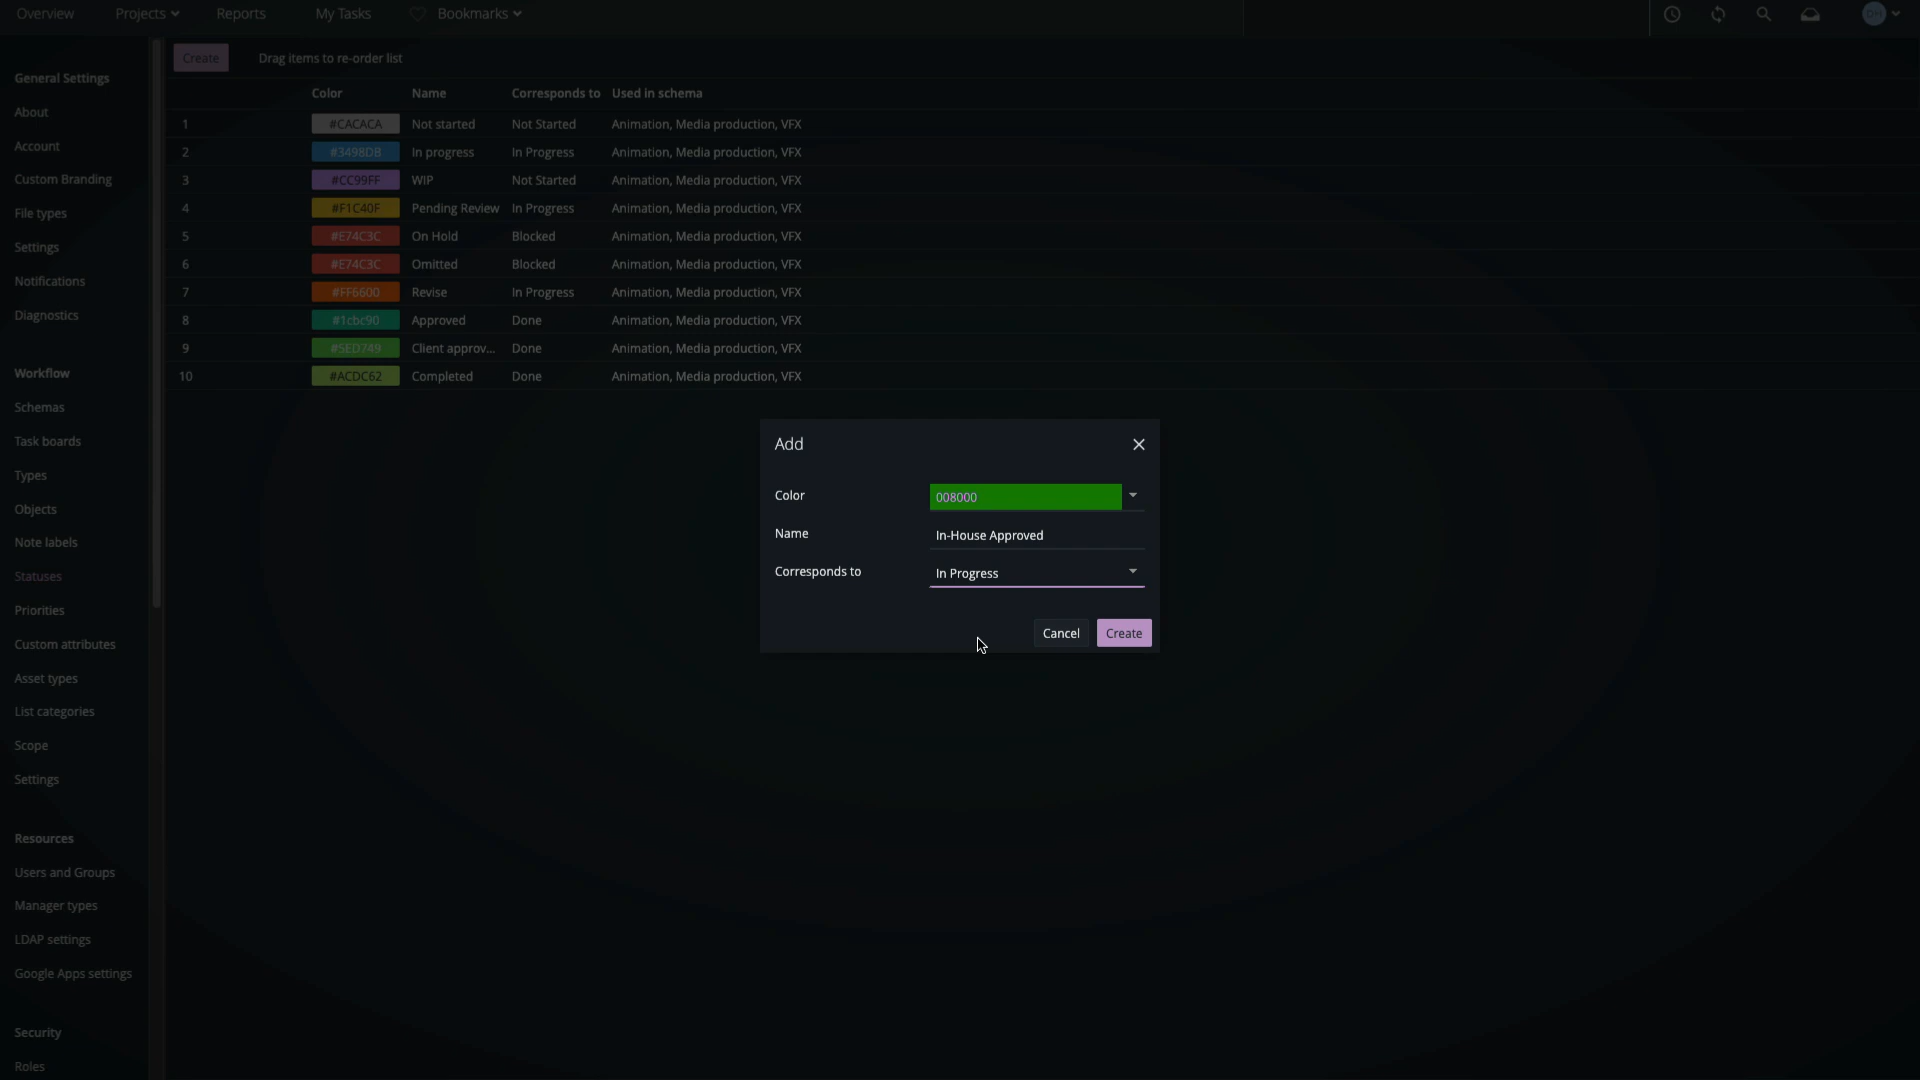 Overview Projects Reports My Tasks Bookmarks
Create Drag items to re-order list
General Settings
About
Account
Custom Branding
File types
Settings
Notifications
Diagnostics
Workflow
Schemas
Task boards
Types
Objects
Note labels
Statuses
Priorities
Custom attributes
Asset types
List categories
Scope
Settings
Resources
Users and Groups
Manager types
LDAP settings
Google Apps settings
Security
Roles
Color Name Corresponds to Used in schema
1 #CACACA Not started Not Started Animation, Media production, VFX
2 #3498DB In progress In Progress Animation, Media production, VFX
3 #CC99FF WIP Not Started Animation, Media production, VFX
4 #F1C40F Pending Review In Progress Animation, Media production, VFX
5 #E74C3C On Hold Blocked Animation, Media production, VFX
6 #E74C3C Omitted Blocked Animation, Media production, VFX
7 #FF6600 Revise In Progress Animation, Media production, VFX
8 #1cbc90 Approved Done Animation, Media production, VFX
9 #5ED749 Client approv... Done Animation, Media production, VFX
10 #ACDC62 Completed Done Animation, Media production, VFX
Add
Color 008000
Name In-House Approved
Corresponds to In Progress
Cancel Create